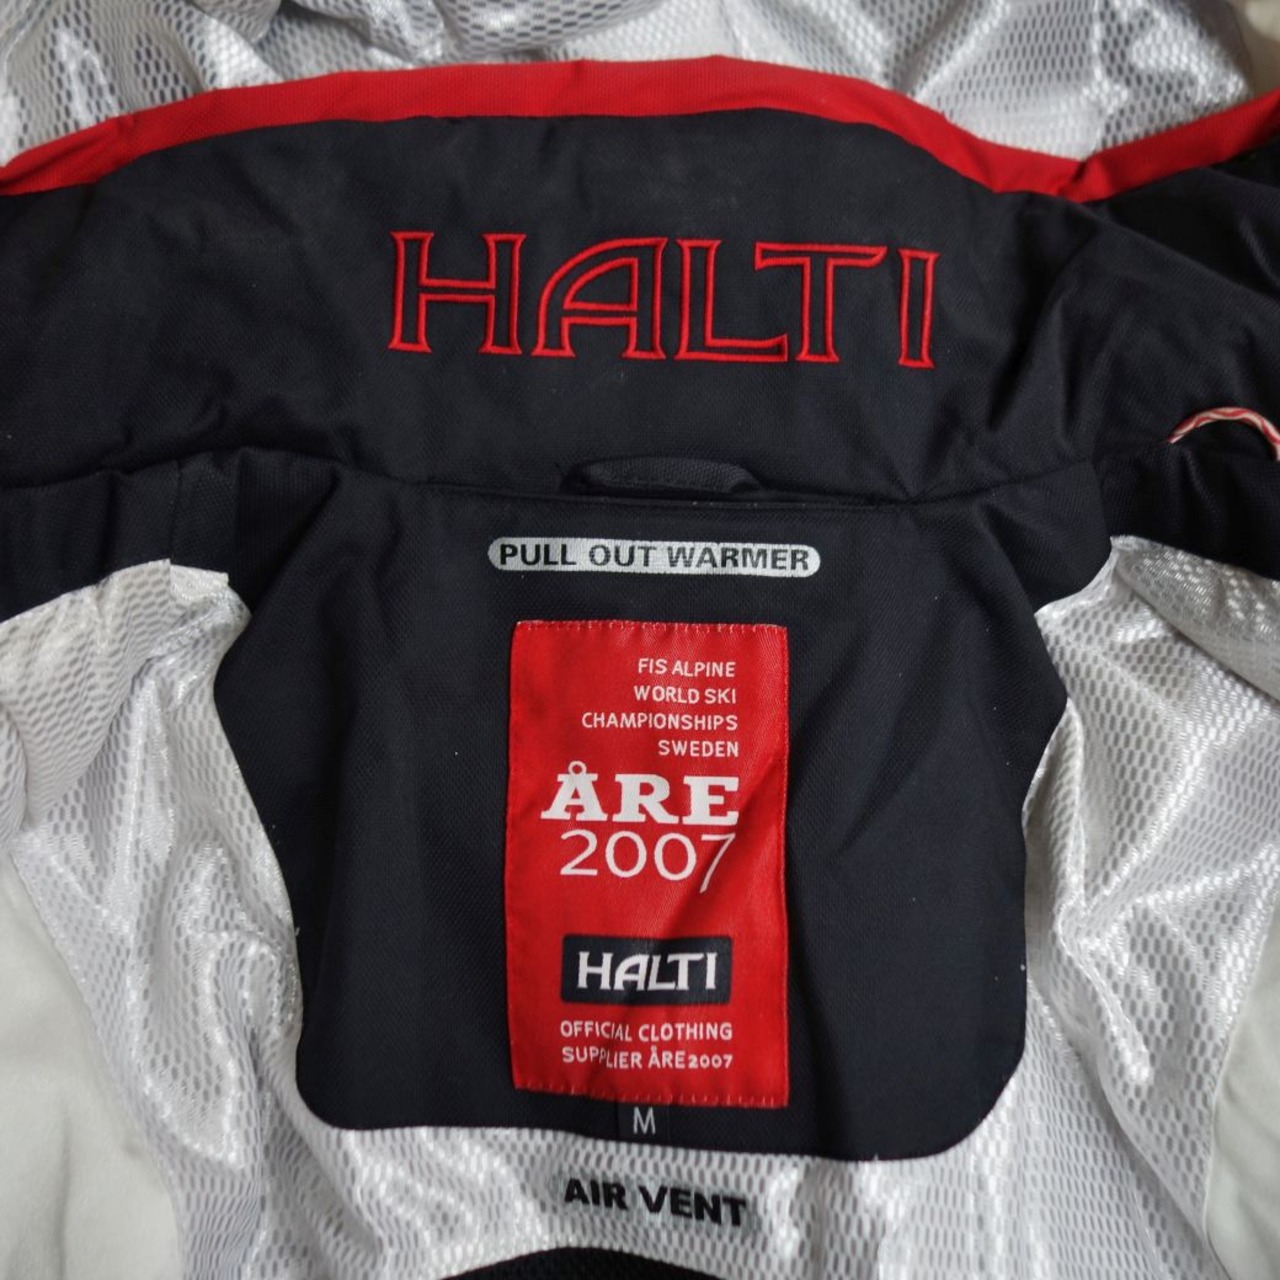 HALTI
PULL OUT WARMER
FIS ALPINE
WORLD SKI
CHAMPIONSHIPS
SWEDEN
ÅRE
2007
HALTI
OFFICIAL CLOTHING
SUPPLIER ÅRE2007
M
AIR VENT